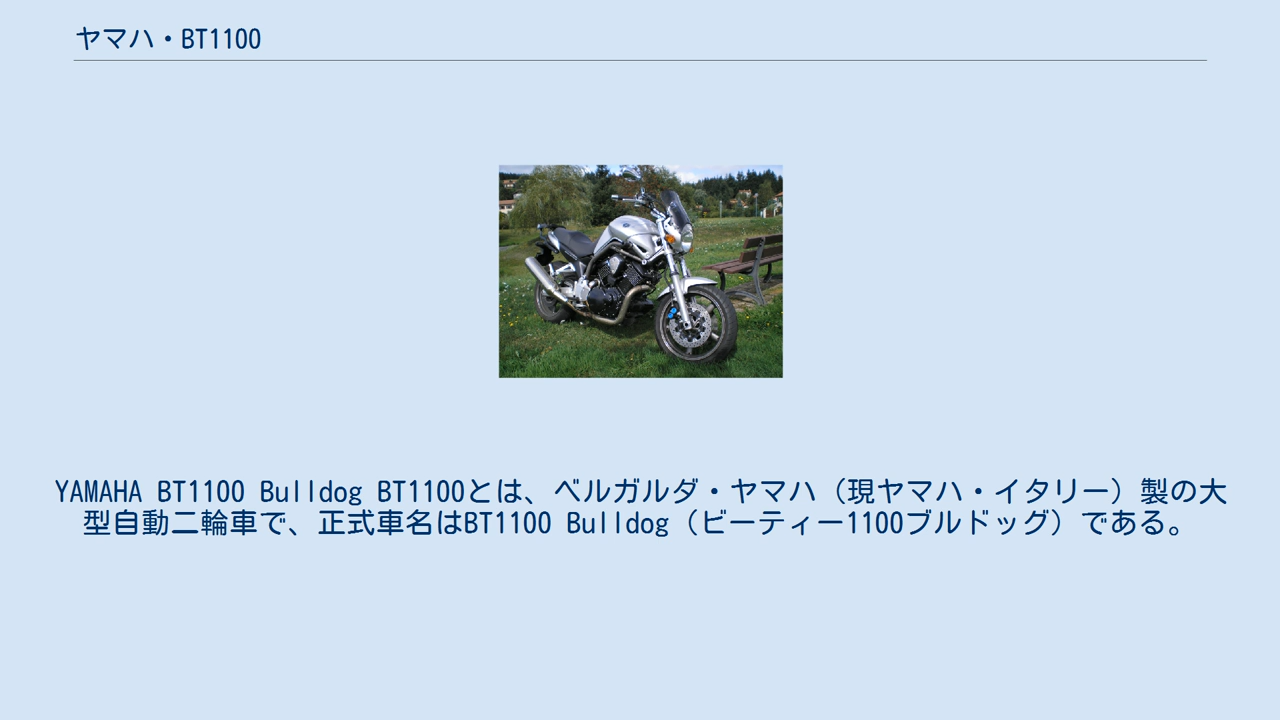 ヤマハ・BT1100
YAMAHA BT1100 Bulldog BT1100とは、ベルガルダ・ヤマハ（現ヤマハ・イタリー）製の大
型自動二輪車で、正式車名はBT1100 Bulldog（ビーティー1100ブルドッグ）である。